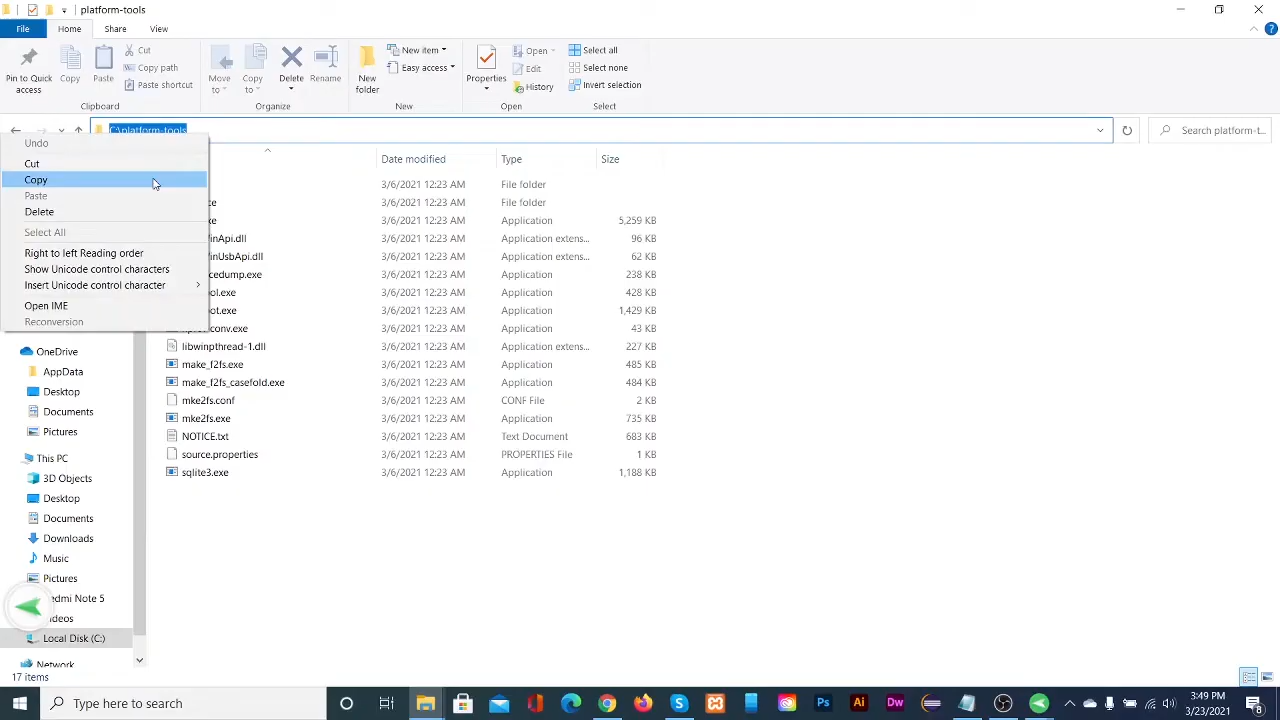 platform-tools
File Home Share View
Pin to Quick access
Copy
Paste
Cut
Copy path
Paste shortcut
Clipboard
Move to
Copy to
Delete
Rename
Organize
New folder
New item
Easy access
New
Properties
Open
Edit
History
Open
Select all
Select none
Invert selection
Select
C:\platform-tools
Search platform-t...
Undo
Cut
Copy
Paste
Delete
Select All
Right to left Reading order
Show Unicode control characters
Insert Unicode control character
Open IME
Reconversion
Date modified Type Size
3/6/2021 12:23 AM File folder
ce 3/6/2021 12:23 AM File folder
xe 3/6/2021 12:23 AM Application 5,259 KB
inApi.dll 3/6/2021 12:23 AM Application extens... 96 KB
inUsbApi.dll 3/6/2021 12:23 AM Application extens... 62 KB
cedump.exe 3/6/2021 12:23 AM Application 238 KB
ol.exe 3/6/2021 12:23 AM Application 428 KB
ot.exe 3/6/2021 12:23 AM Application 1,429 KB
conv.exe 3/6/2021 12:23 AM Application 43 KB
libwinpthread-1.dll 3/6/2021 12:23 AM Application extens... 227 KB
make_f2fs.exe 3/6/2021 12:23 AM Application 485 KB
make_f2fs_casefold.exe 3/6/2021 12:23 AM Application 484 KB
mke2fs.conf 3/6/2021 12:23 AM CONF File 2 KB
mke2fs.exe 3/6/2021 12:23 AM Application 735 KB
NOTICE.txt 3/6/2021 12:23 AM Text Document 683 KB
source.properties 3/6/2021 12:23 AM PROPERTIES File 1 KB
sqlite3.exe 3/6/2021 12:23 AM Application 1,188 KB
OneDrive
AppData
Desktop
Documents
Pictures
This PC
3D Objects
Desktop
Documents
Downloads
Music
Pictures
edmi Note 5
ideos
Local Disk (C:)
Network
17 items
Type here to search
Ps
Ai
Dw
3:49 PM
3/23/2021
8